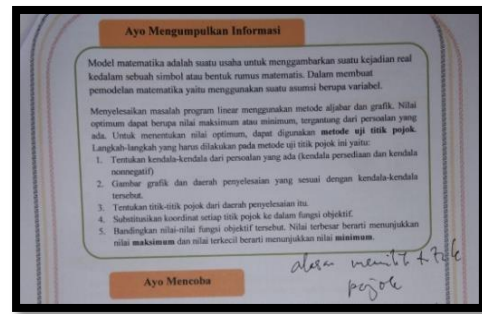 Ayo Mengumpulkan Informasi
Model matematika adalah suatu usaha untuk menggambarkan suatu kejadian real
kedalam sebuah simbol atau bentuk rumus matematis. Dalam membuat
pemodelan matematika yaitu menggunakan suatu asumsi berupa variabel.
Menyelesaikan masalah program linear menggunakan metode aljabar dan grafik. Nilai
optimum dapat berupa nilai maksimum atau minimum, tergantung dari persoalan yang
ada. Untuk menentukan nilai optimum, dapat digunakan metode uji titik pojok.
Langkah-langkah yang harus dilakukan pada metode uji titik pojok ini yaitu:
1. Tentukan kendala-kendala dari persoalan yang ada (kendala persediaan dan kendala
nonnegatif)
2. Gambar grafik dan daerah penyelesaian yang sesuai dengan kendala-kendala
tersebut.
3. Tentukan titik-titik pojok dari daerah penyelesaian itu.
4. Substitusikan koordinat setiap titik pojok ke dalam fungsi objektif.
5. Bandingkan nilai-nilai fungsi objektif tersebut. Nilai terbesar berarti menunjukkan
nilai maksimum dan nilai terkecil berarti menunjukkan nilai minimum.
alasan titik
pojok
Ayo Mencoba